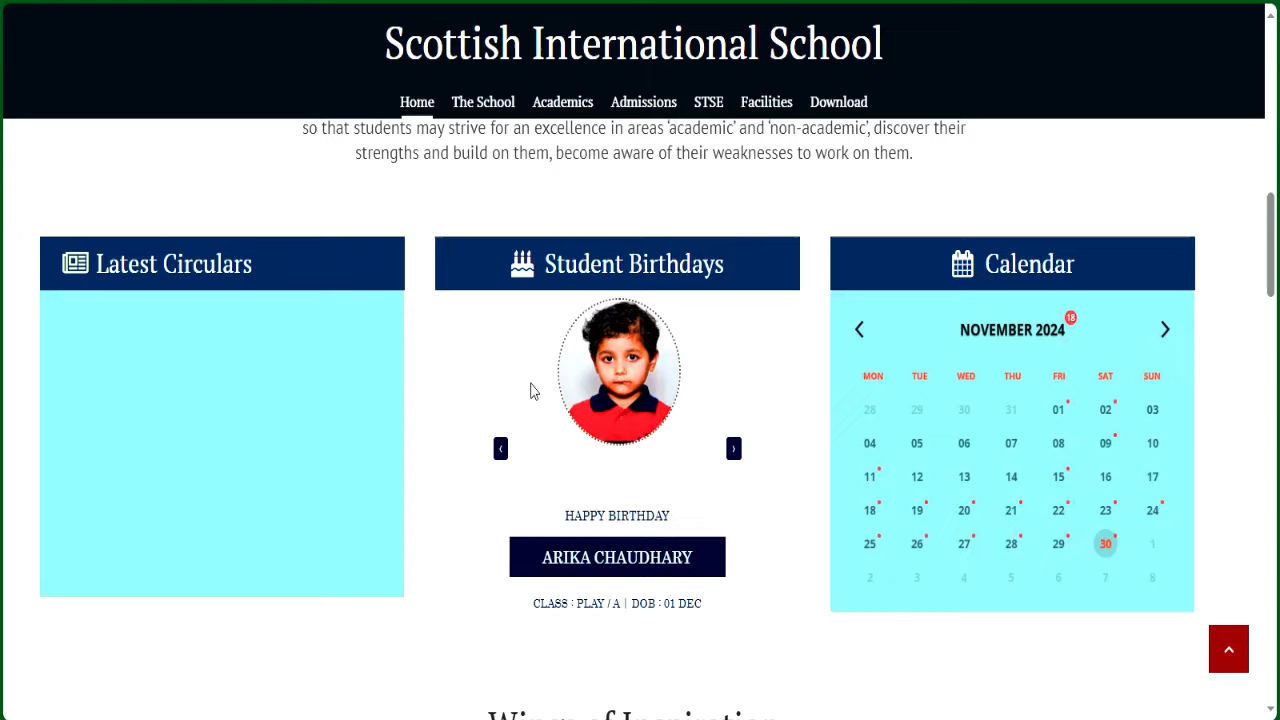 Scottish International School
Home The School Academics Admissions STSE Facilities Download
so that students may strive for an excellence in areas ‘academic’ and ‘non-academic’, discover their
strengths and build on them, become aware of their weaknesses to work on them.
Latest Circulars
Student Birthdays
HAPPY BIRTHDAY
ARIKA CHAUDHARY
CLASS : PLAY / A | DOB : 01 DEC
Calendar
NOVEMBER 2024 18
MON TUE WED THU FRI SAT SUN
28 29 30 31 01 02 03
04 05 06 07 08 09 10
11 12 13 14 15 16 17
18 19 20 21 22 23 24
25 26 27 28 29 30 1
2 3 4 5 6 7 8
Wings of Inspiration